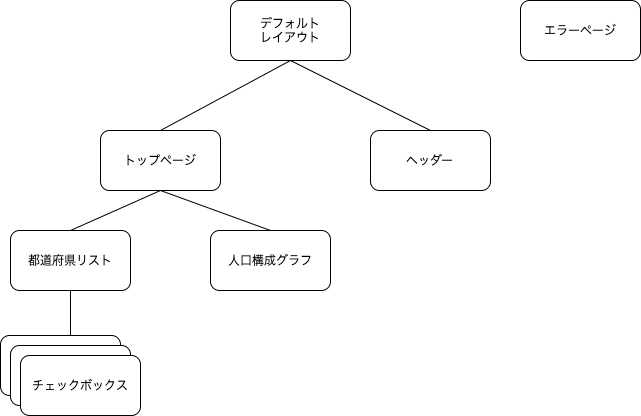 デフォルト
レイアウト
エラーページ
トップページ
ヘッダー
都道府県リスト
人口構成グラフ
チェックボックス